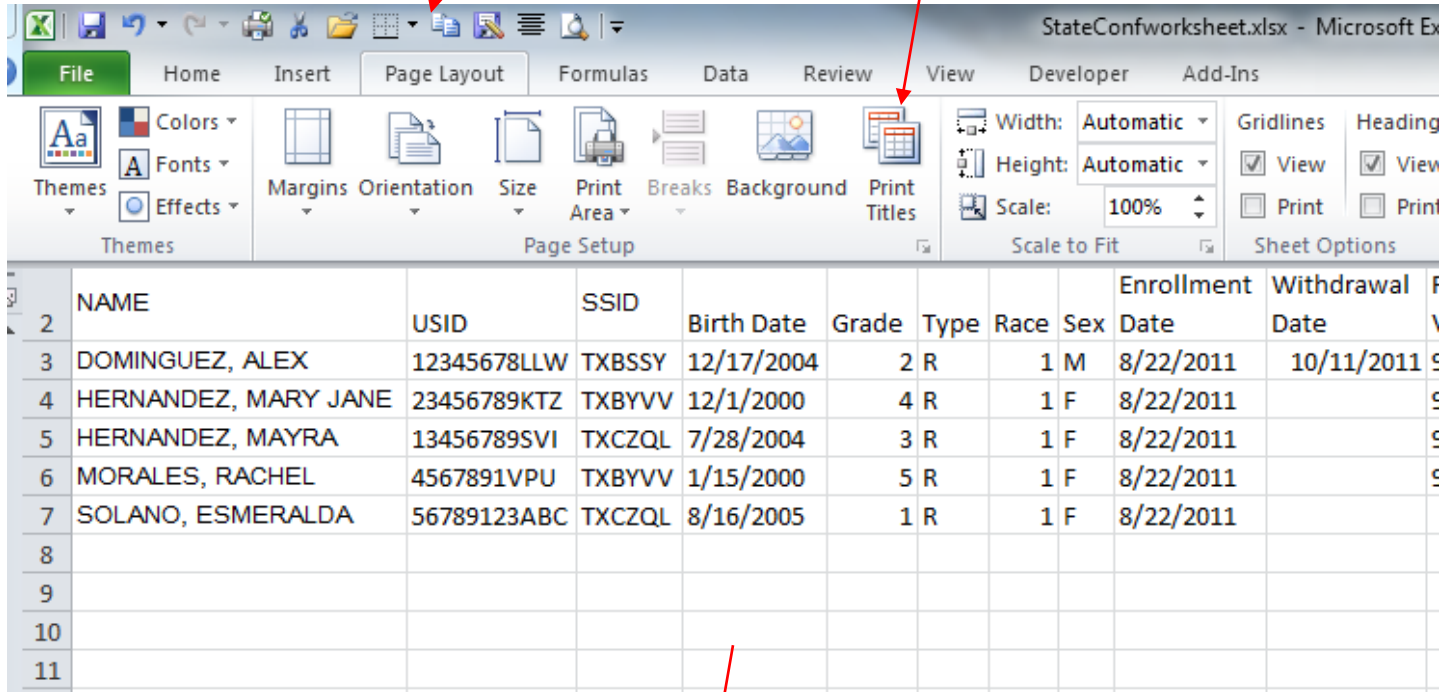 StateConfworksheet.xlsx - Microsoft Ex
File Home Insert Page Layout Formulas Data Review View Developer Add-Ins
Aa Colors Width: Automatic Gridlines Heading
A Fonts Height: Automatic View View
Themes Effects Margins Orientation Size Print Area Breaks Background Print Titles Scale: 100% Print Print
Themes Page Setup Scale to Fit Sheet Options
2 NAME USID SSID Birth Date Grade Type Race Sex Enrollment Date Withdrawal Date
3 DOMINGUEZ, ALEX 12345678LLW TXBSSY 12/17/2004 2 R 1 M 8/22/2011 10/11/2011 9
4 HERNANDEZ, MARY JANE 23456789KTZ TXBYVV 12/1/2000 4 R 1 F 8/22/2011 9
5 HERNANDEZ, MAYRA 13456789SVI TXCZQL 7/28/2004 3 R 1 F 8/22/2011 9
6 MORALES, RACHEL 4567891VPU TXBYVV 1/15/2000 5 R 1 F 8/22/2011 9
7 SOLANO, ESMERALDA 56789123ABC TXCZQL 8/16/2005 1 R 1 F 8/22/2011
8
9
10
11